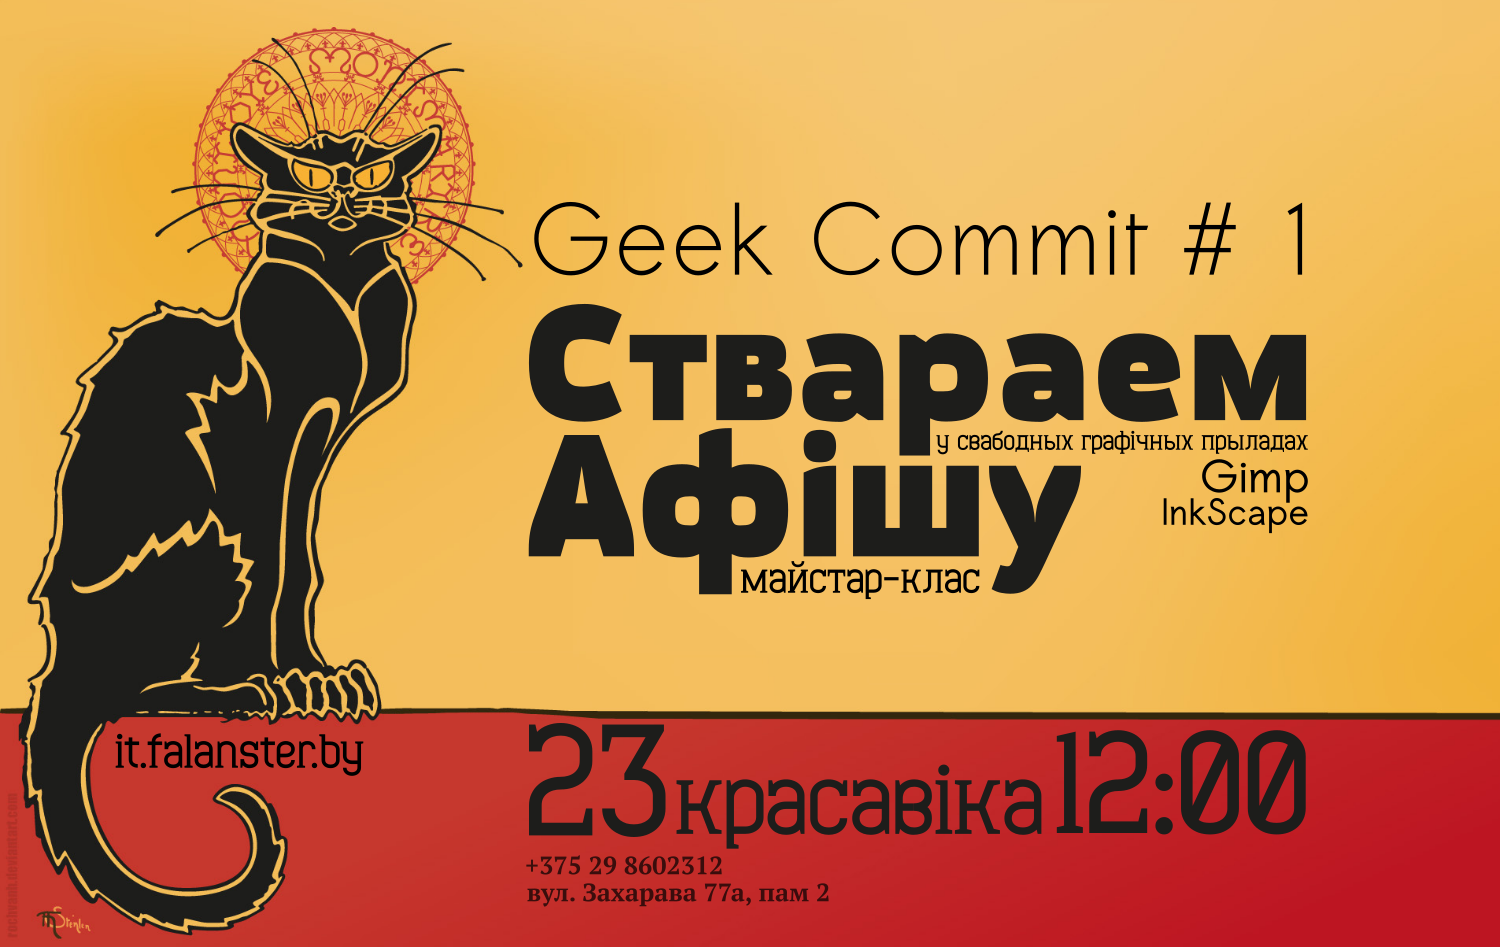 Geek Commit # 1
Ствараем
у свабодных графічных прыладах
Афішу
Gimp
InkScape
майстар-клас
it.falanster.by
23 красавіка 12:00
+375 29 8602312
вул. Захарава 77а, пам 2
Steinlen